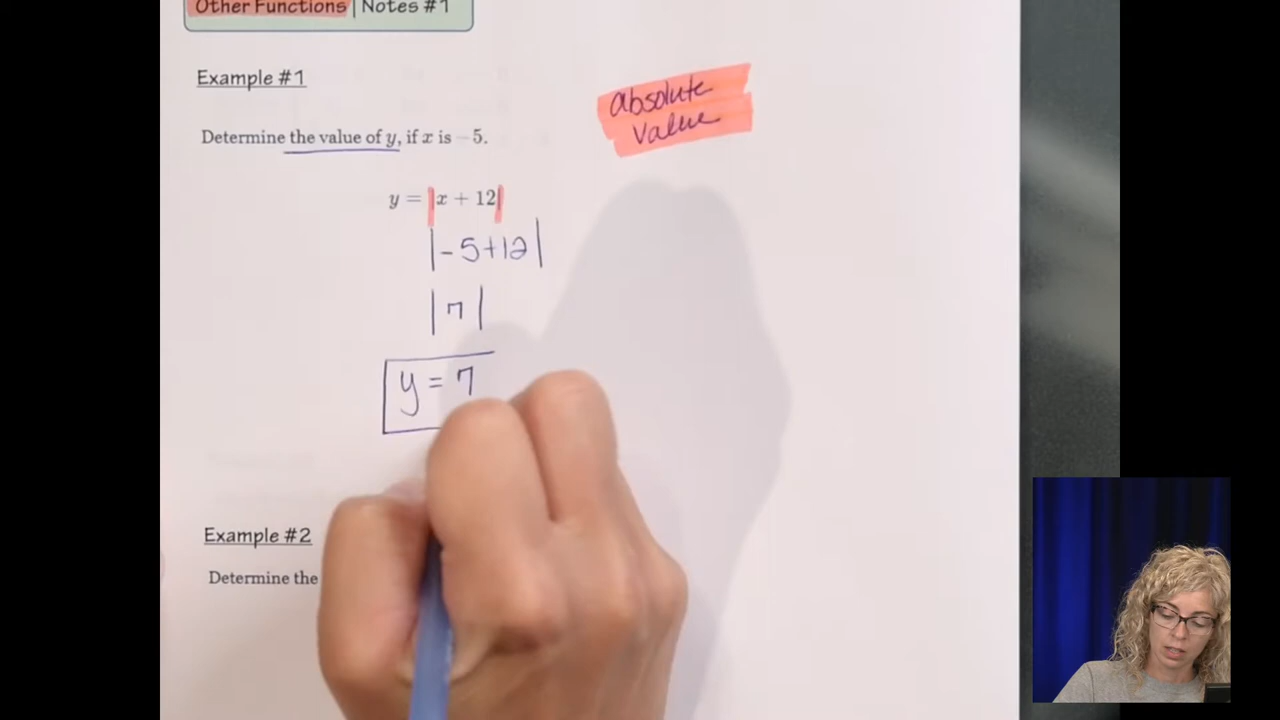 Other Functions | Notes #1
Example #1
absolute
value
Determine the value of y, if x is −5.
y = |x + 12|
|-5+12|
|7|
y = 7
Example #2
Determine the